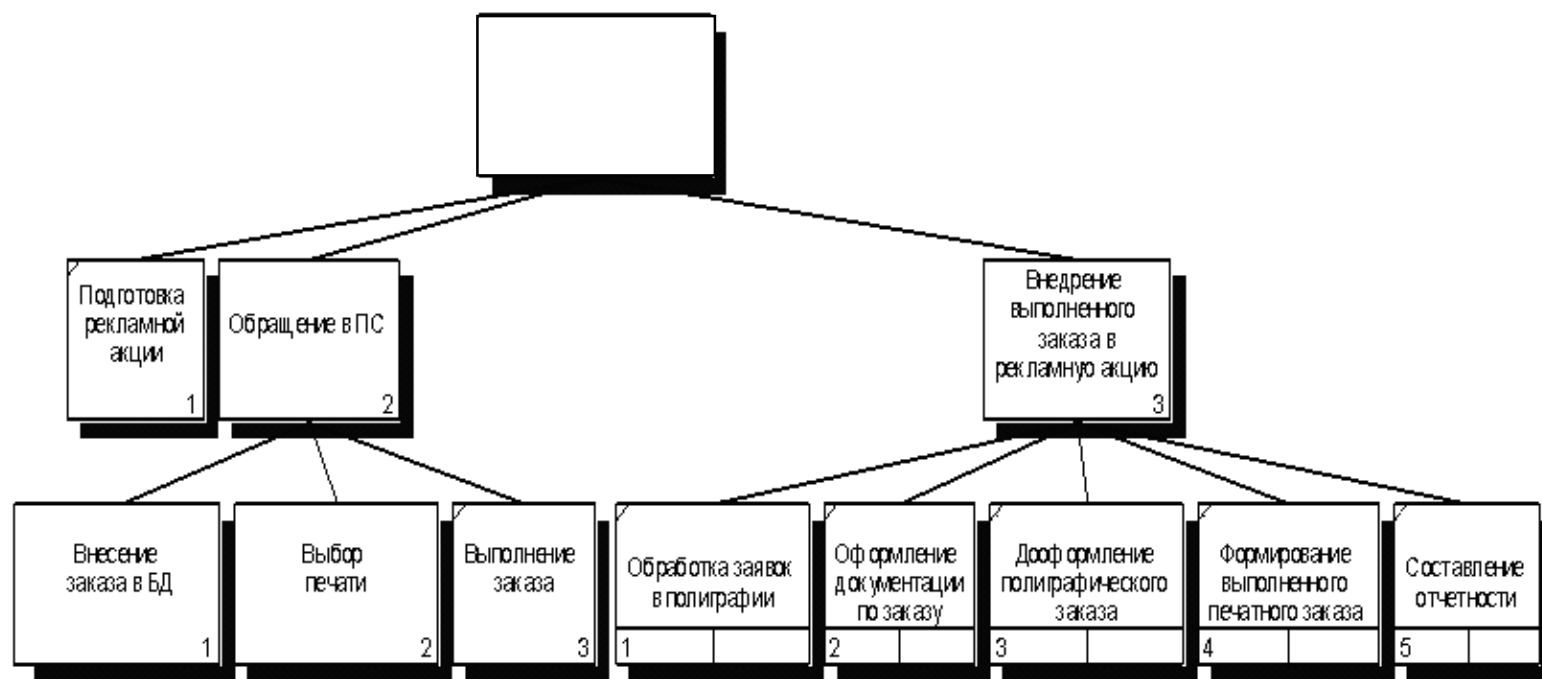 Подготовка
рекламной
акции
1
Обращение в ПС
2
Внедрение
выполненного
заказа в
рекламную акцию
3
Внесение
заказа в БД
1
Выбор
печати
2
Выполнение
заказа
3
Обработка заявок
в полиграфии
1
Оформление
документации
по заказу
2
Дооформление
полиграфического
заказа
3
Формирование
выполненного
печатного заказа
4
Составление
отчетности
5